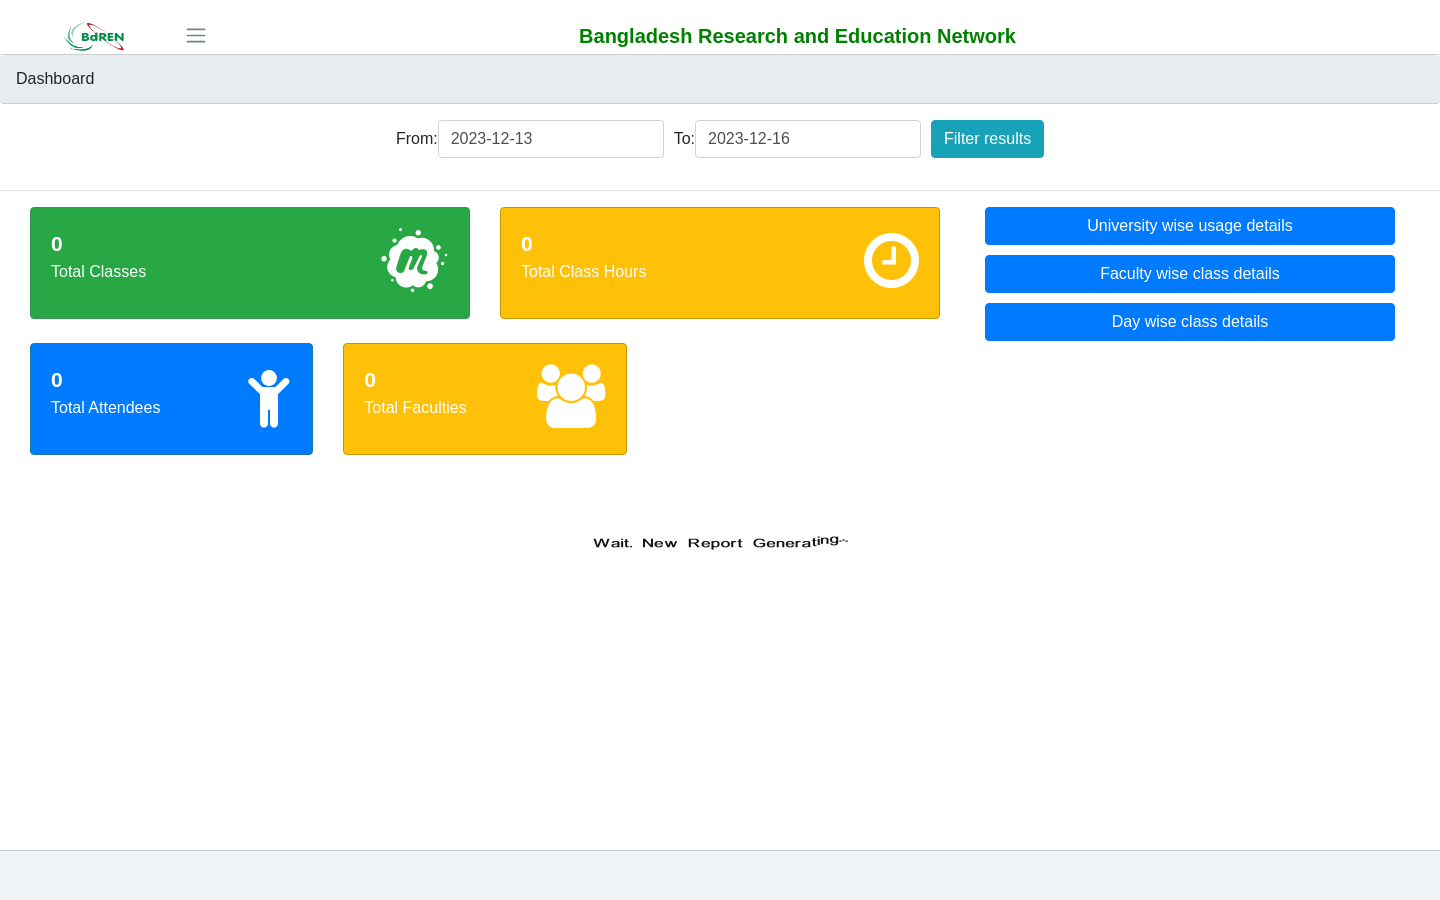 BdREN
Bangladesh Research and Education Network
Dashboard
From: 2023-12-13 To: 2023-12-16 Filter results
0
Total Classes
0
Total Class Hours
University wise usage details
Faculty wise class details
Day wise class details
0
Total Attendees
0
Total Faculties
Wait. New Report Generating...